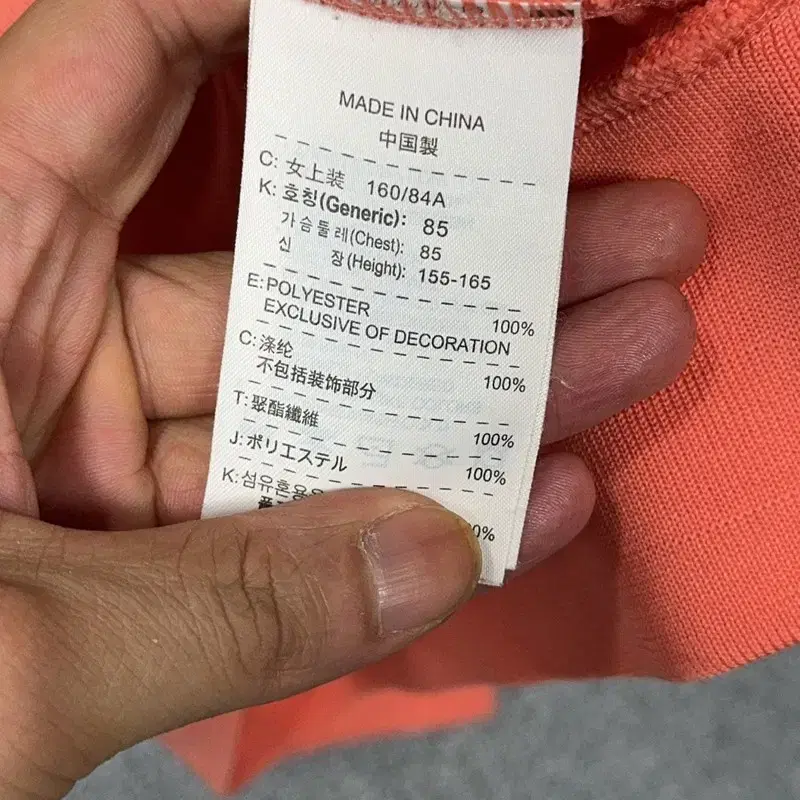 MADE IN CHINA
中国製
C: 女上装 160/84A
K: 호칭(Generic): 85
가슴둘레(Chest): 85
신 장(Height): 155-165
E: POLYESTER 100%
EXCLUSIVE OF DECORATION
C: 涤纶 100%
不包括装饰部分
T: 聚酯纖維 100%
J: ポリエステル 100%
K: 섬유혼용